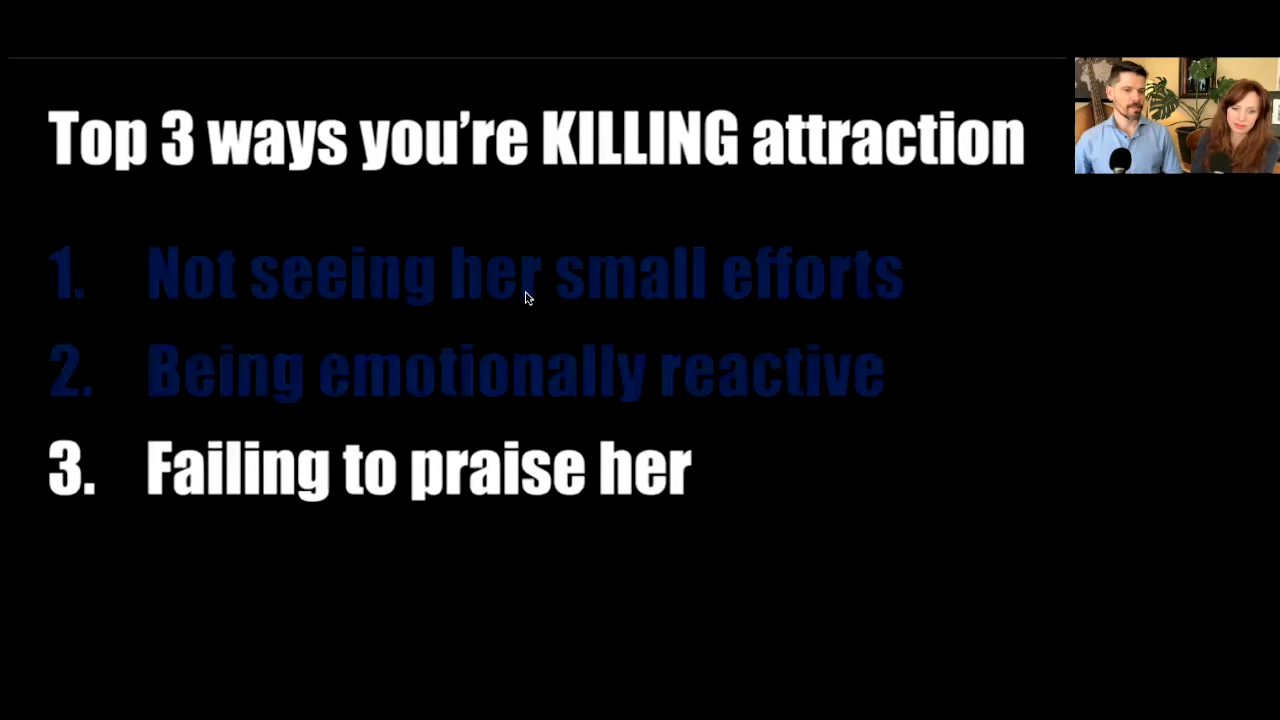 Top 3 ways you’re KILLING attraction
1. Not seeing her small efforts
2. Being emotionally reactive
3. Failing to praise her